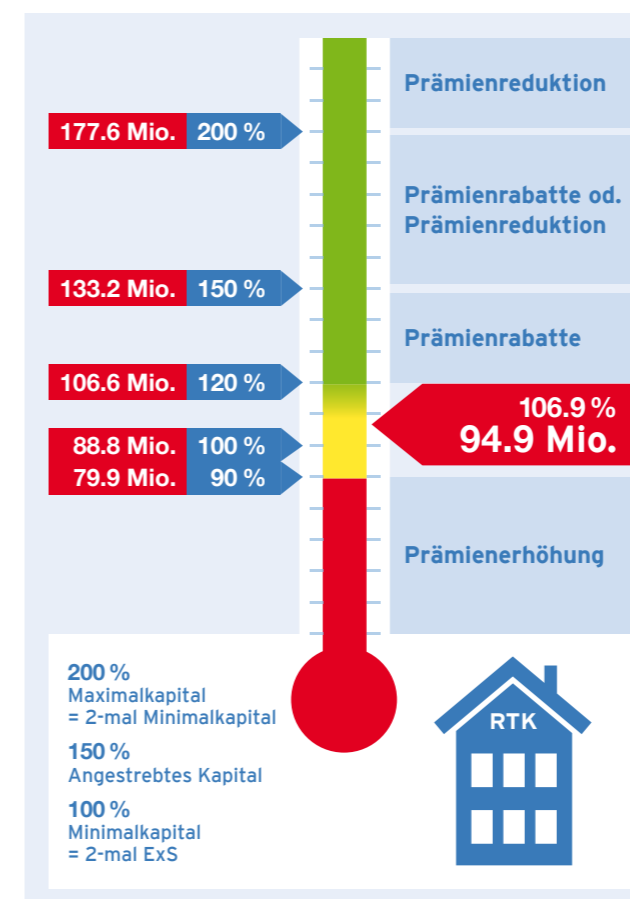 Prämienreduktion
177.6 Mio. 200 %
Prämienrabatte od.
Prämienreduktion
133.2 Mio. 150 %
Prämienrabatte
106.6 Mio. 120 %
106.9 %
94.9 Mio.
88.8 Mio. 100 %
79.9 Mio. 90 %
Prämienerhöhung
200 %
Maximalkapital
= 2-mal Minimalkapital
150 %
Angestrebtes Kapital
100 %
Minimalkapital
= 2-mal ExS
RTK